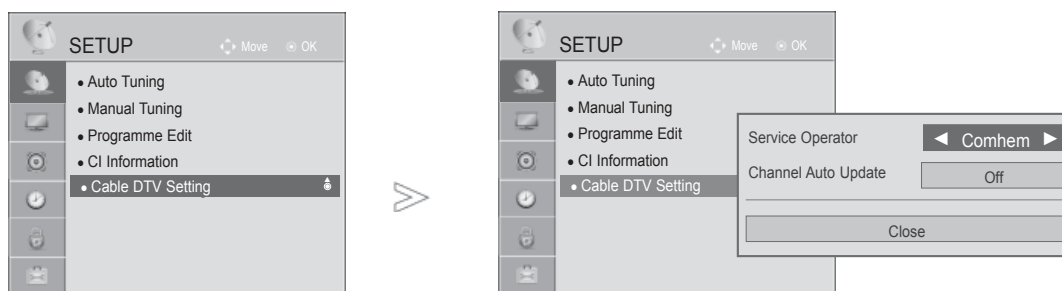 SETUP
Move OK
Auto Tuning
Manual Tuning
Programme Edit
CI Information
Cable DTV Setting
SETUP
Move OK
Auto Tuning
Manual Tuning
Programme Edit
CI Information
Cable DTV Setting
Service Operator ◄ Comhem ►
Channel Auto Update Off
Close